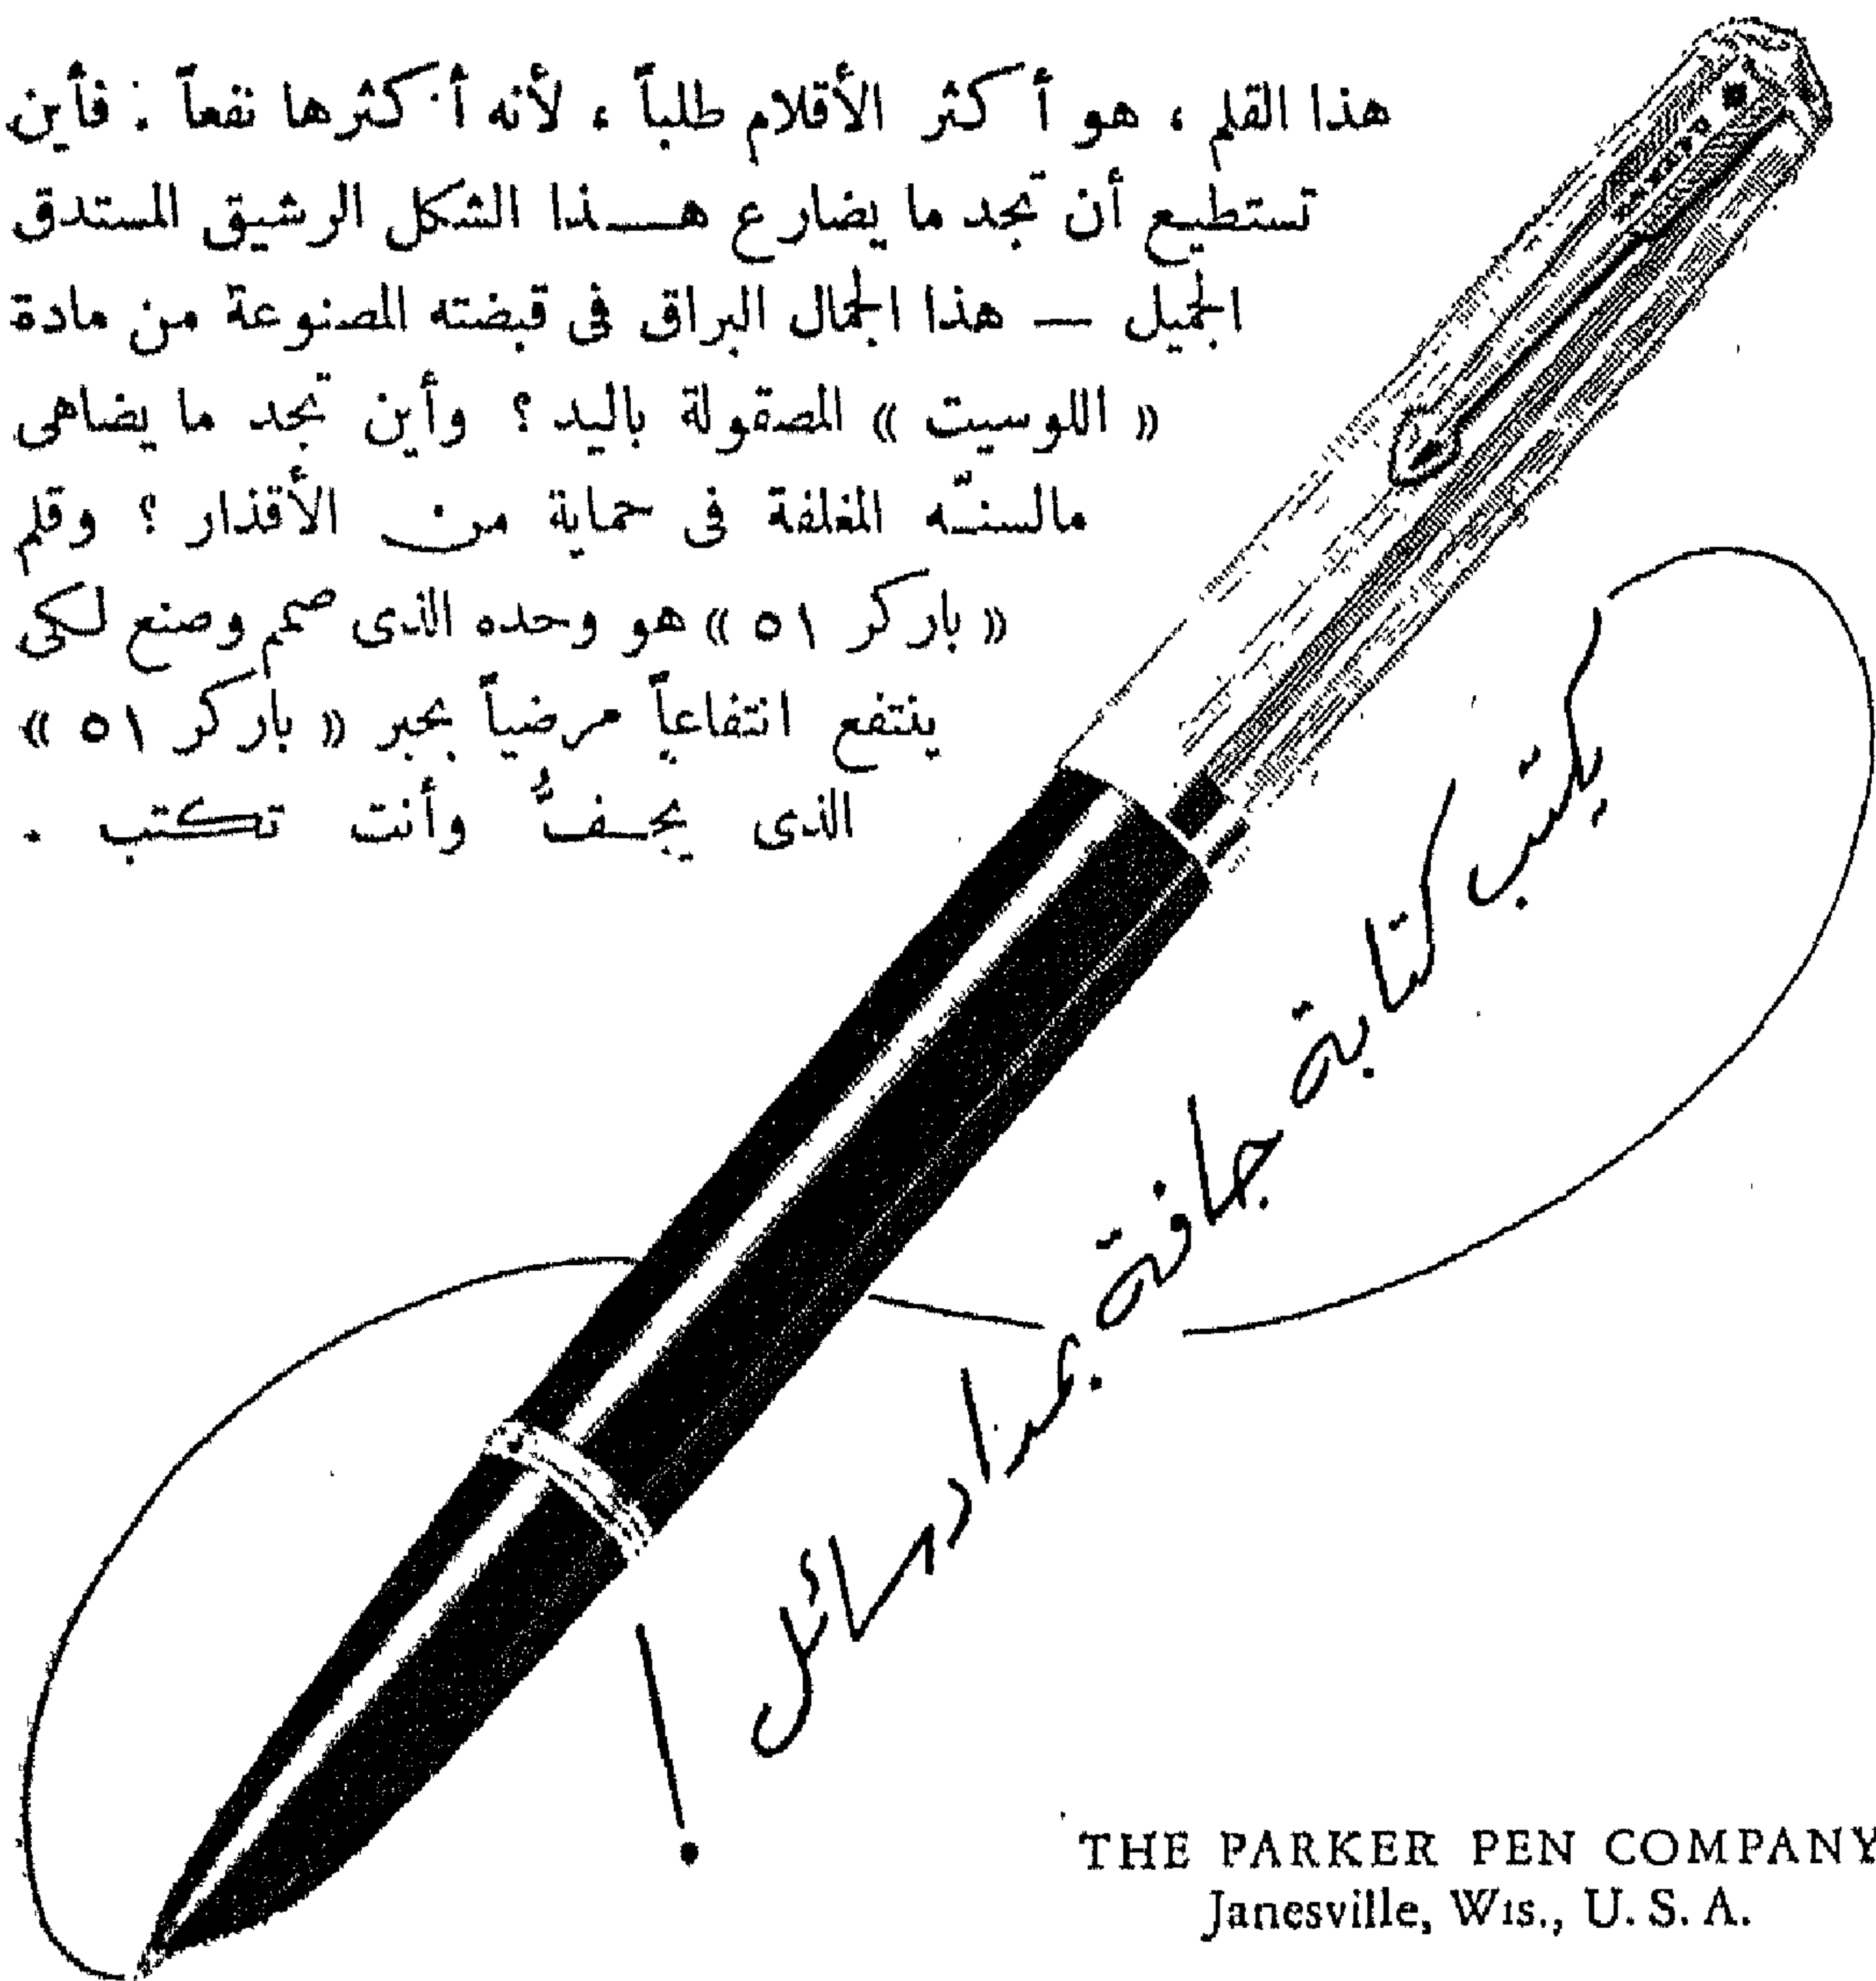 هذا القلم ، هو أكثر الأقلام طلباً ، لأنه أكثرها نفعاً : فأين
تستطيع أن تجد ما يضارع هـــذا الشكل الرشيق المستدق
الجميل — هذا الجمال البراق فى قبضته المصنوعة من مادة
« اللوسيت » المصقولة باليد ؟ وأين تجد ما يضاهى
مالسنّه المغلفة فى حماية من الأقذار ؟ وقلم
« باركر ٥١ » هو وحده الذى صمم وصنع لكى
ينتفع انتفاعاً مرضياً بحبر « باركر ٥١ »
الذى يجـفُّ وأنت تكتب .
يكتب كتابة جافة بمداد سائل !
THE PARKER PEN COMPANY
Janesville, Wis., U. S. A.